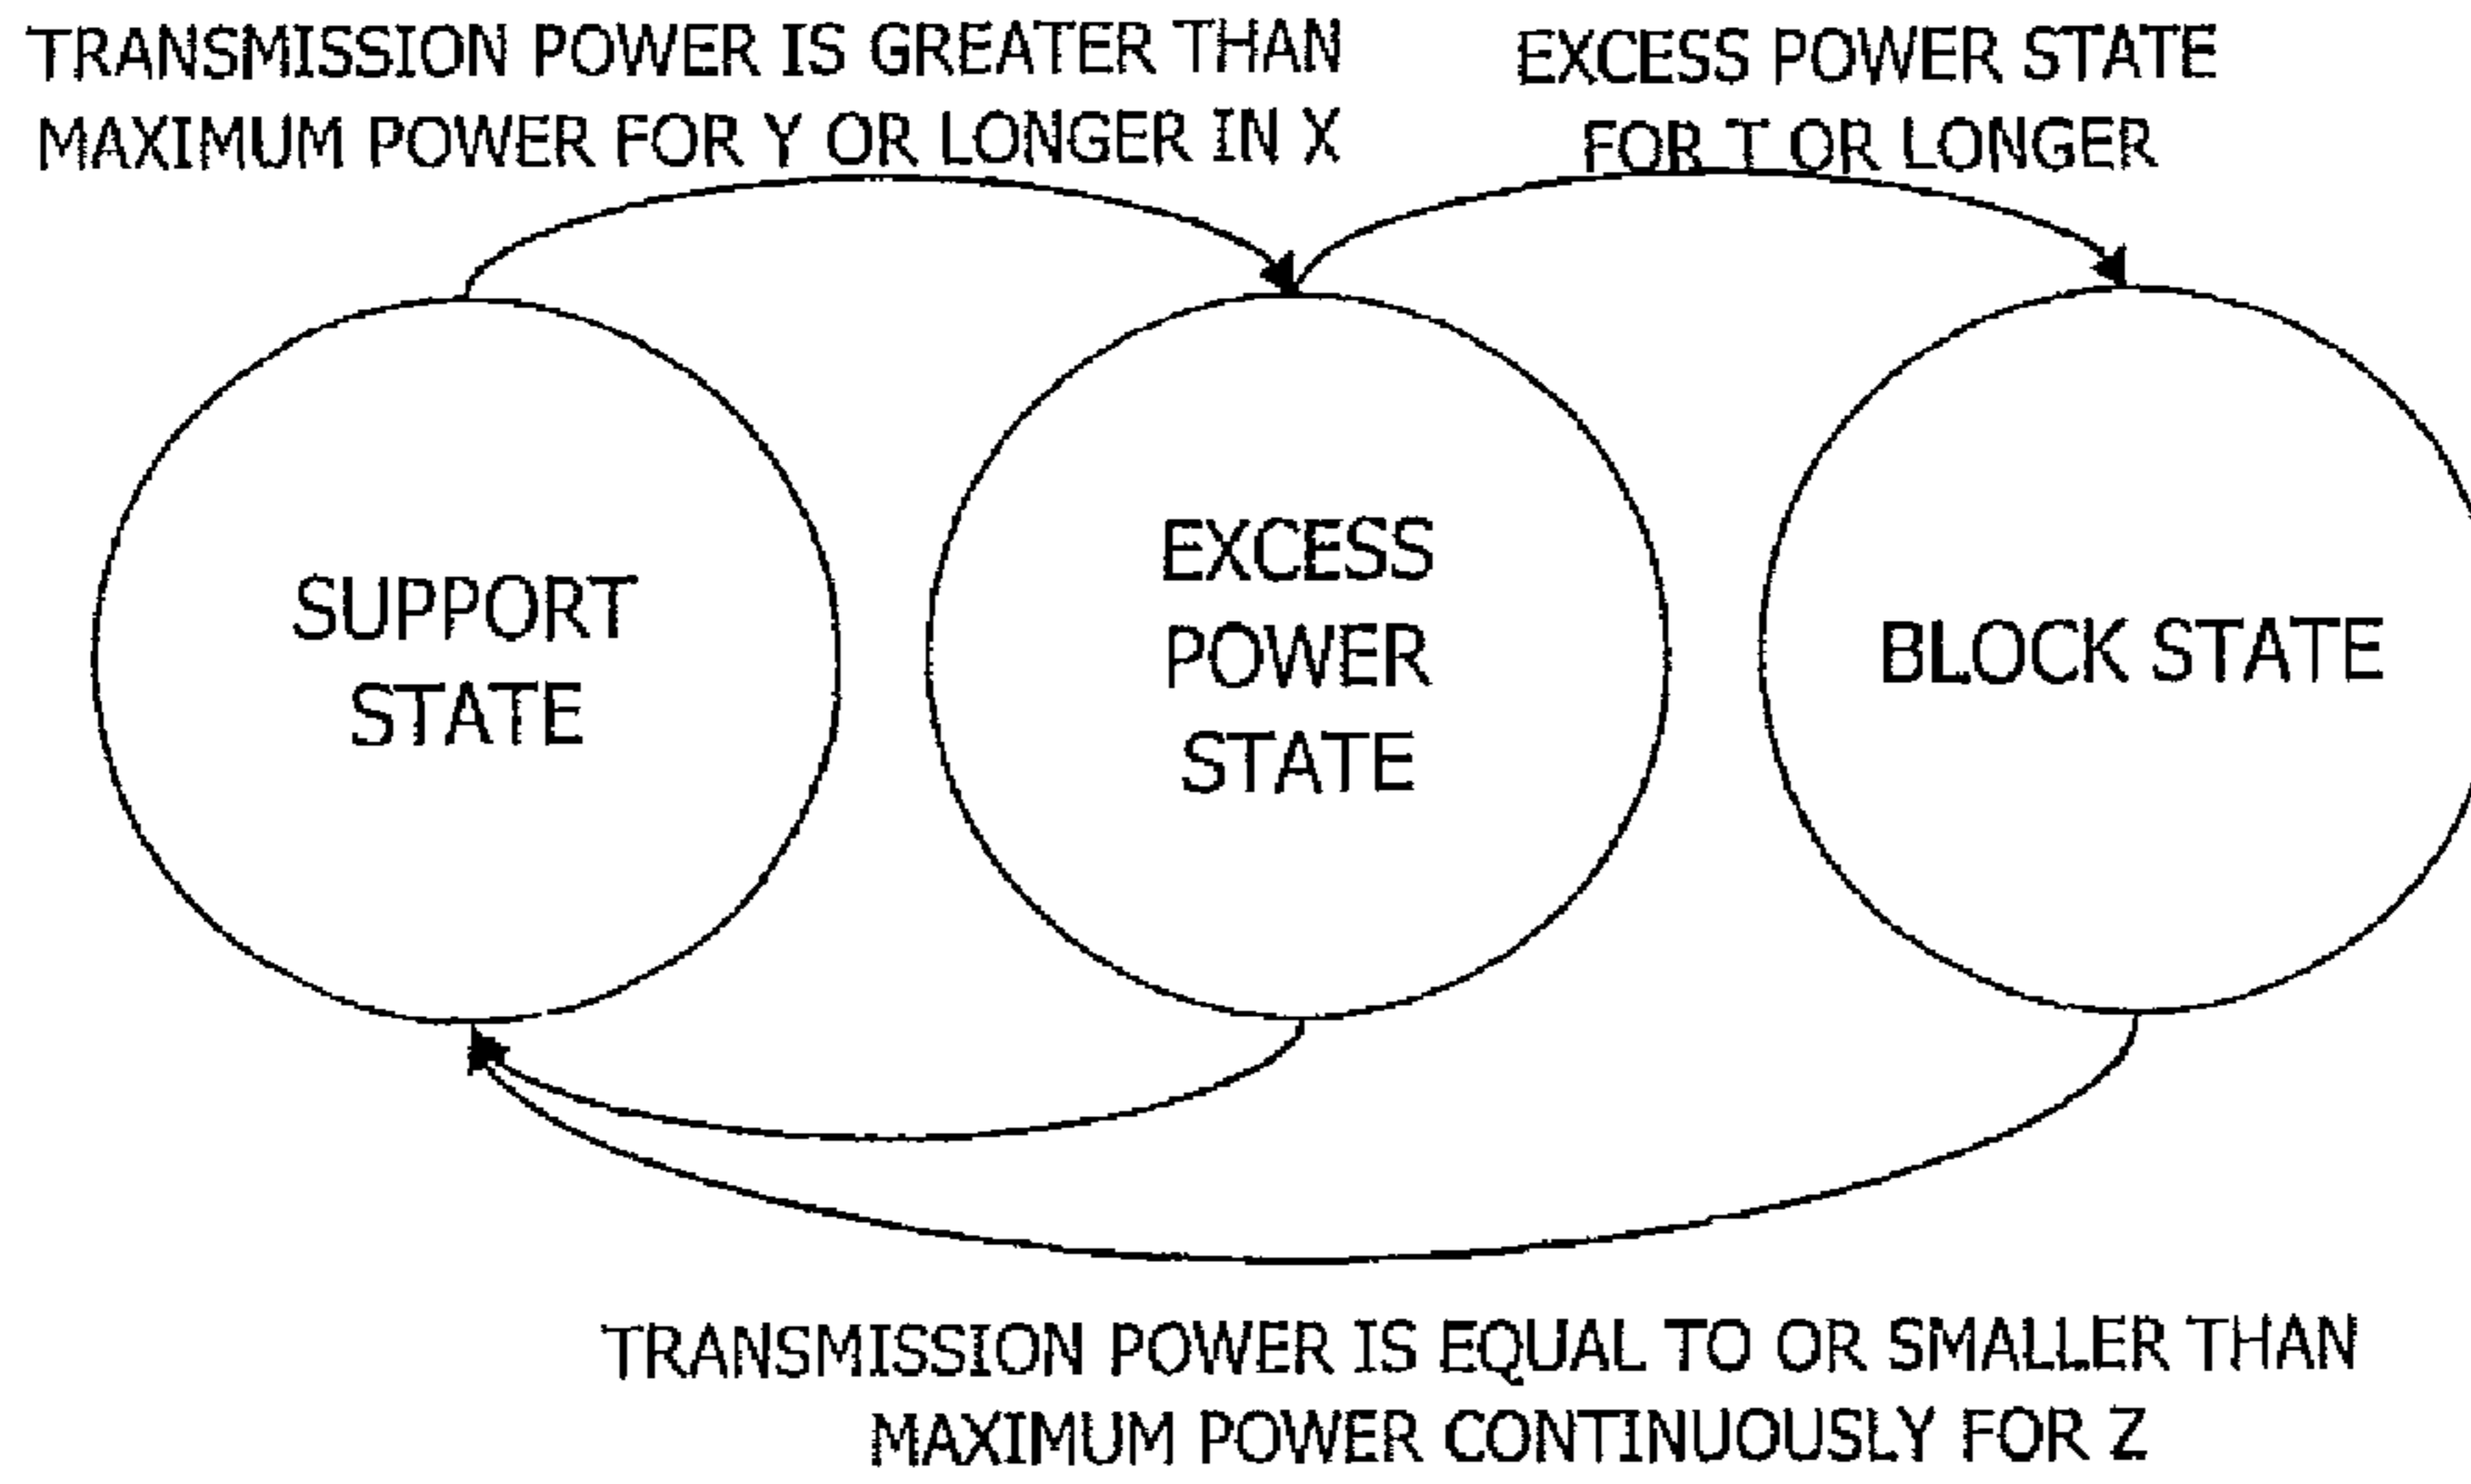 TRANSMISSION POWER IS GREATER THAN
MAXIMUM POWER FOR Y OR LONGER IN X
EXCESS POWER STATE
FOR T OR LONGER
SUPPORT
STATE
EXCESS
POWER
STATE
BLOCK STATE
TRANSMISSION POWER IS EQUAL TO OR SMALLER THAN
MAXIMUM POWER CONTINUOUSLY FOR Z